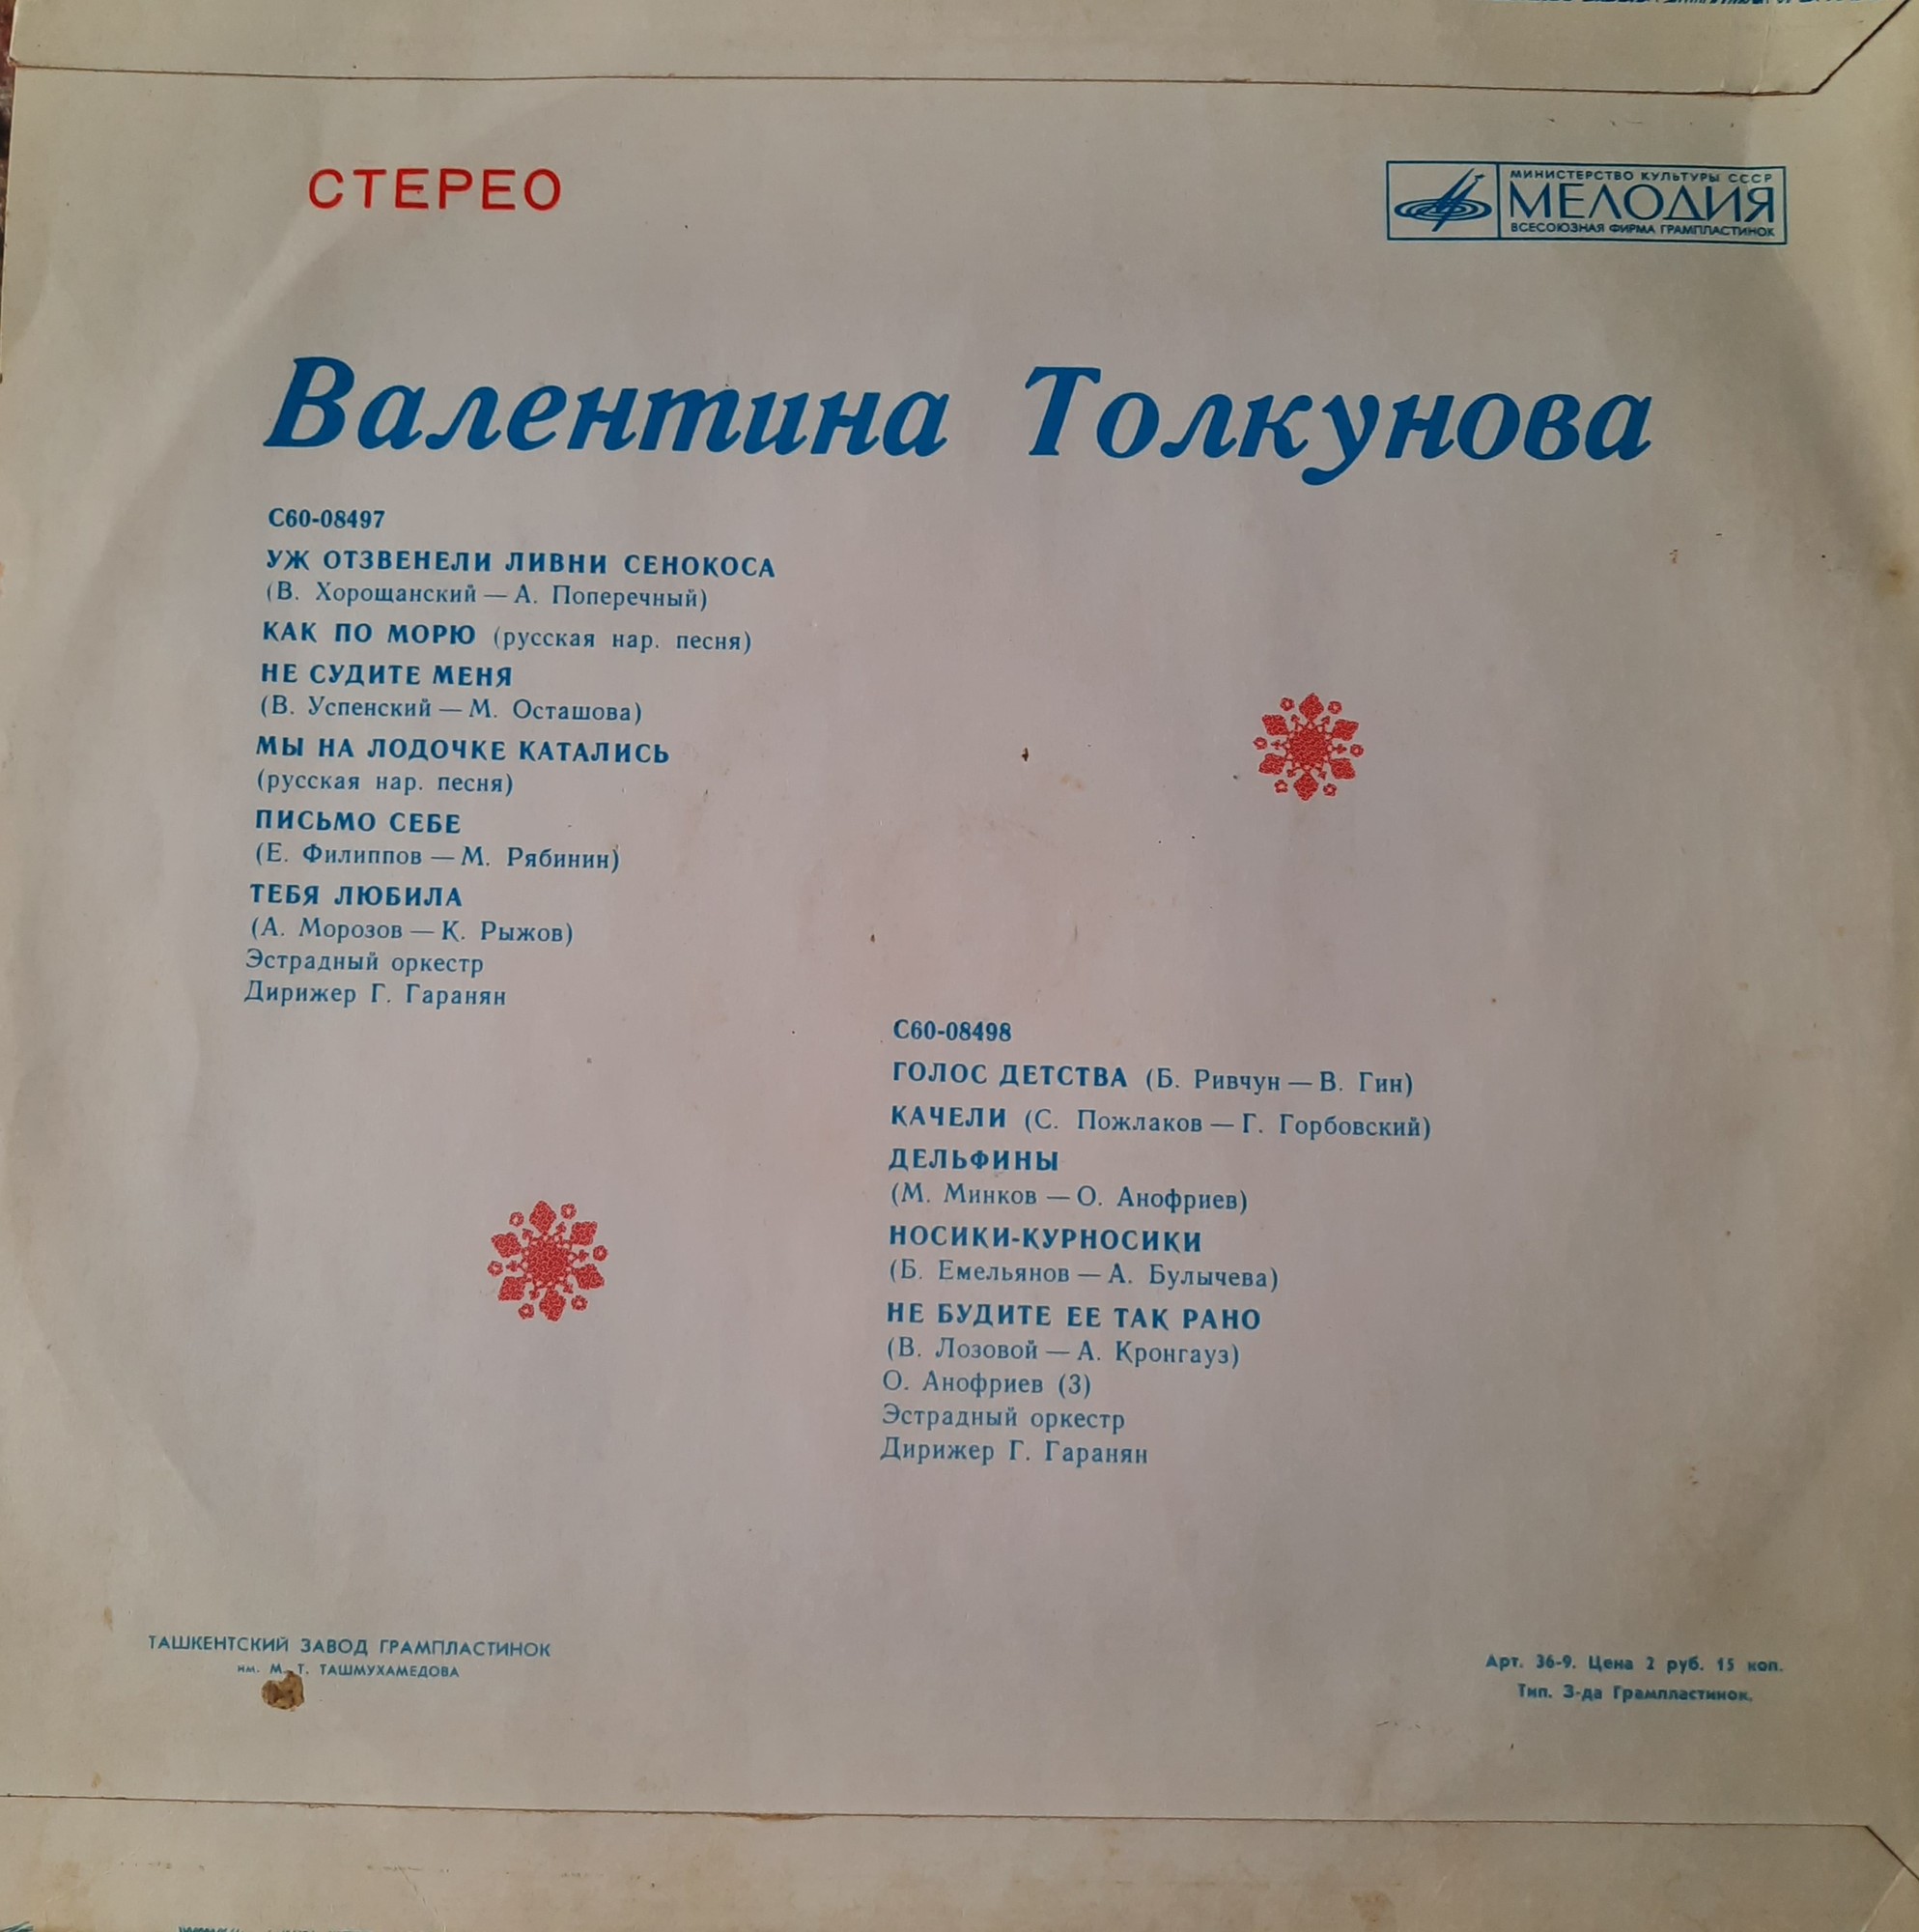 СТЕРЕО
МИНИСТЕРСТВО КУЛЬТУРЫ СССР
МЕЛОДИЯ
ВСЕСОЮЗНАЯ ФИРМА ГРАМПЛАСТИНОК
Валентина Толкунова
С60-08497
УЖ ОТЗВЕНЕЛИ ЛИВНИ СЕНОКОСА
(В. Хорощанский — А. Поперечный)
КАК ПО МОРЮ (русская нар. песня)
НЕ СУДИТЕ МЕНЯ
(В. Успенский — М. Осташова)
МЫ НА ЛОДОЧКЕ КАТАЛИСЬ
(русская нар. песня)
ПИСЬМО СЕБЕ
(Е. Филиппов — М. Рябинин)
ТЕБЯ ЛЮБИЛА
(А. Морозов — К. Рыжов)
Эстрадный оркестр
Дирижер Г. Гаранян
С60-08498
ГОЛОС ДЕТСТВА (Б. Ривчун — В. Гин)
КАЧЕЛИ (С. Пожлаков — Г. Горбовский)
ДЕЛЬФИНЫ
(М. Минков — О. Анофриев)
НОСИКИ-КУРНОСИКИ
(Б. Емельянов — А. Булычева)
НЕ БУДИТЕ ЕЕ ТАК РАНО
(В. Лозовой — А. Кронгауз)
О. Анофриев (3)
Эстрадный оркестр
Дирижер Г. Гаранян
ТАШКЕНТСКИЙ ЗАВОД ГРАМПЛАСТИНОК
им. М. Т. ТАШМУХАМЕДОВА
Арт. 36-9. Цена 2 руб. 15 коп.
Тип. З-да Грампластинок.